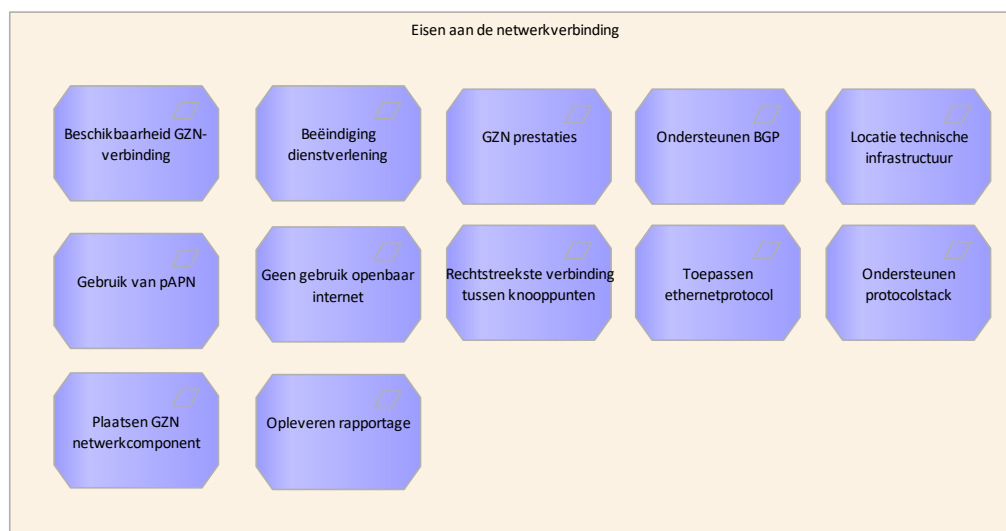 Eisen aan de netwerkverbinding
Beschikbaarheid GZN-
verbinding
Beëindiging
dienstverlening
GZN prestaties
Ondersteunen BGP
Locatie technische
infrastructuur
Gebruik van pAPN
Geen gebruik openbaar
internet
Rechtstreekste verbinding
tussen knooppunten
Toepassen
ethernetprotocol
Ondersteunen
protocolstack
Plaatsen GZN
netwerkcomponent
Opleveren rapportage